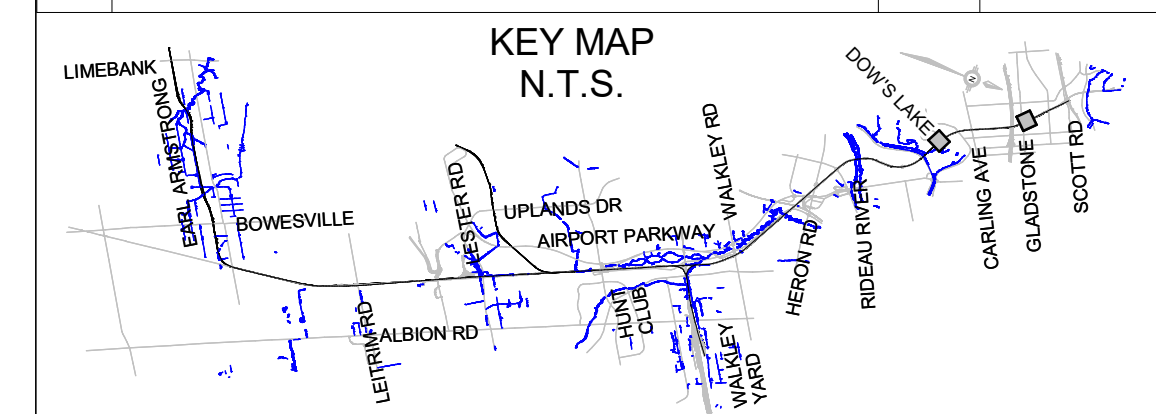 KEY MAP
N.T.S.
LIMEBANK
EARL ARMSTRONG
BOWESVILLE
LESTER RD
UPLANDS DR
AIRPORT PARKWAY
WALKLEY RD
DOW'S LAKE
N
CARLING AVE
GLADSTONE
SCOTT RD
RIDEAU RIVER
HERON RD
HUNT
CLUB
WALKLEY
YARD
LEITRIM RD
ALBION RD